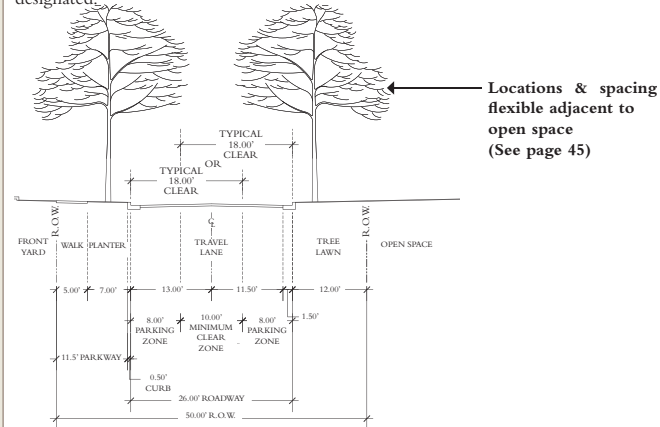 designated.
Locations & spacing
flexible adjacent to
open space
(See page 45)
TYPICAL
18.00'
CLEAR
OR
TYPICAL
18.00'
CLEAR
R.O.W.
℄
R.O.W.
FRONT
YARD
WALK
PLANTER
TRAVEL
LANE
TREE
LAWN
OPEN SPACE
5.00'
7.00'
13.00'
11.50'
12.00'
1.50'
8.00'
PARKING
ZONE
10.00'
MINIMUM
CLEAR
ZONE
8.00'
PARKING
ZONE
11.5' PARKWAY
0.50'
CURB
26.00' ROADWAY
50.00' R.O.W.